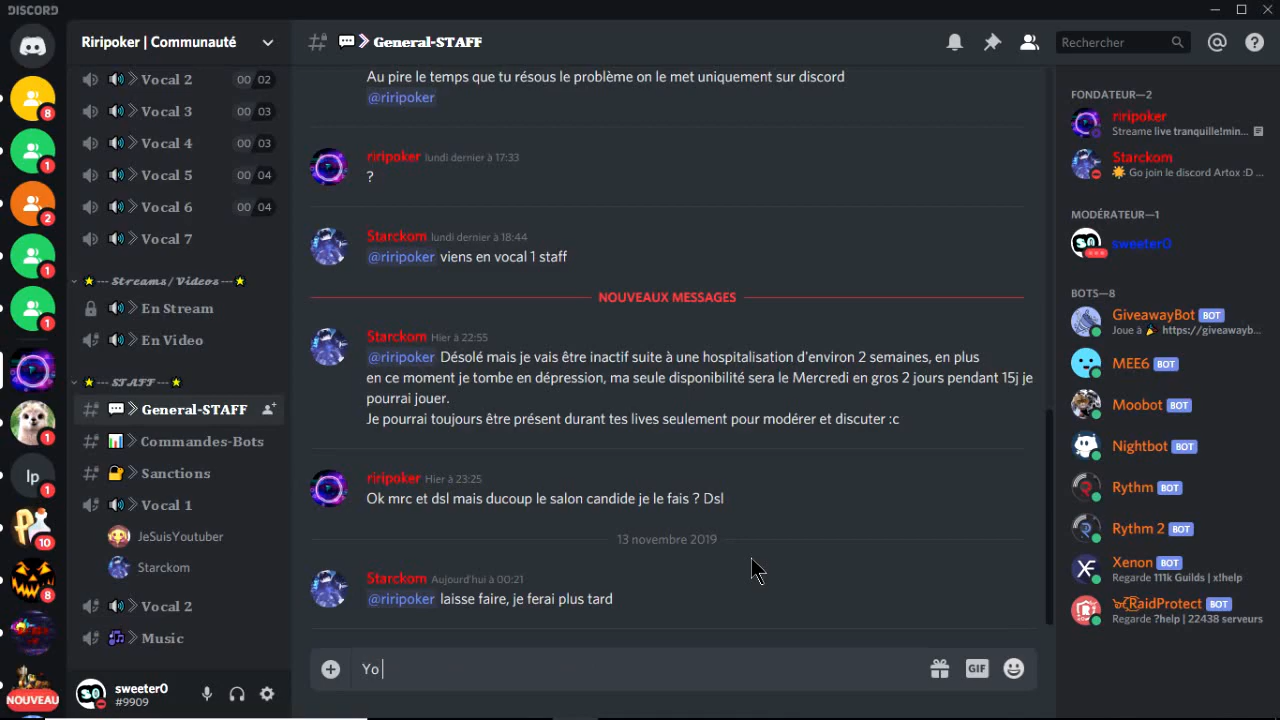 DISCORD
Riripoker | Communauté
Vocal 2 00 02
Vocal 3 00 03
Vocal 4 00 03
Vocal 5 00 04
Vocal 6 00 04
Vocal 7
--- Streams/Videos ---
En Stream
En Video
--- STAFF ---
General-STAFF
Commandes-Bots
Sanctions
Vocal 1
JeSuisYoutuber
Starckom
Vocal 2
Music
sweeter0
#9909
8
1
2
1
1
1
Ip
1
10
8
NOUVEAU
General-STAFF
Rechercher
Au pire le temps que tu résous le problème on le met uniquement sur discord
@riripoker
riripoker lundi dernier à 17:33
?
Starckom lundi dernier à 18:44
@riripoker viens en vocal 1 staff
NOUVEAUX MESSAGES
Starckom Hier à 22:55
@riripoker Désolé mais je vais être inactif suite à une hospitalisation d'environ 2 semaines, en plus
en ce moment je tombe en dépression, ma seule disponibilité sera le Mercredi en gros 2 jours pendant 15j je
pourrai jouer.
Je pourrai toujours être présent durant tes lives seulement pour modérer et discuter :c
riripoker Hier à 23:25
Ok mrc et dsl mais ducoup le salon candide je le fais ? Dsl
13 novembre 2019
Starckom Aujourd'hui à 00:21
@riripoker laisse faire, je ferai plus tard
Yo
GIF
FONDATEUR—2
riripoker
Streame live tranquille!min...
Starckom
Go join le discord Artox :D ...
MODÉRATEUR—1
sweeter0
BOTS—8
GiveawayBot BOT
Joue à https://giveawayb...
MEE6 BOT
Moobot BOT
Nightbot BOT
Rythm BOT
Rythm 2 BOT
Xenon BOT
Regarde 111k Guilds | x!help
RaidProtect BOT
Regarde ?help | 22438 serveurs